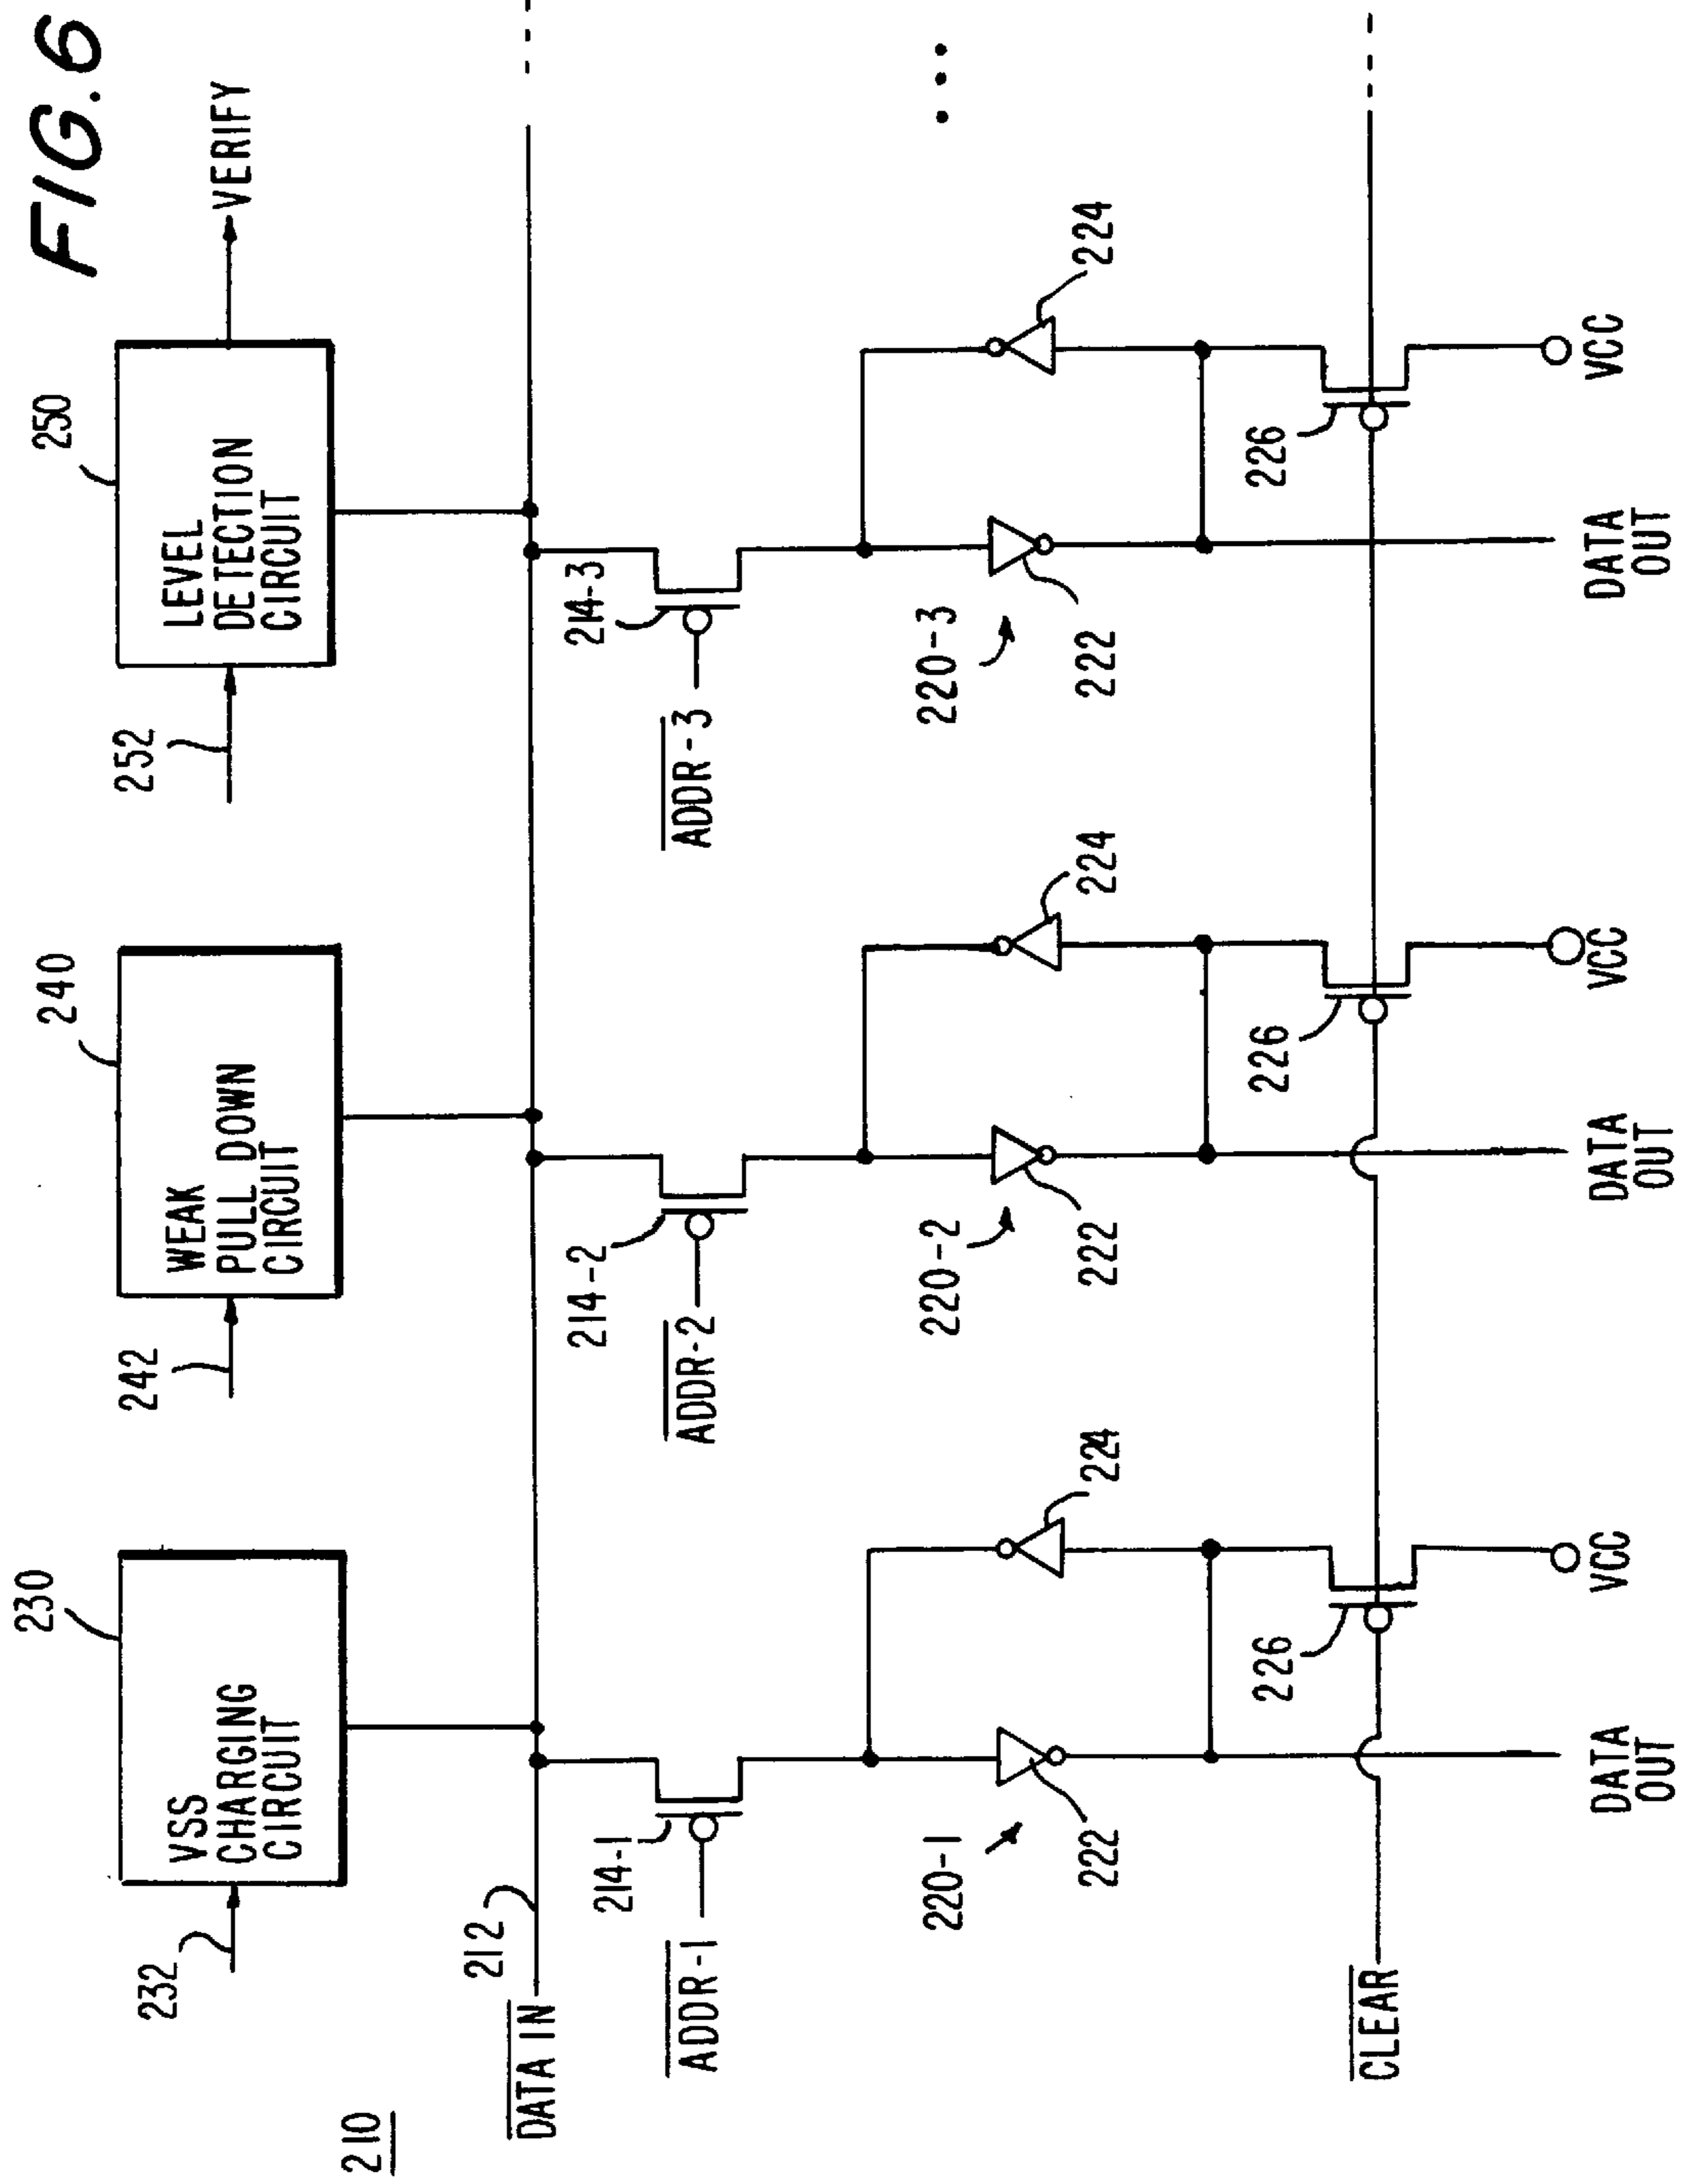 FIG.6
210
230
VSS
CHARGING
CIRCUIT
232
240
WEAK
PULL DOWN
CIRCUIT
242
250
LEVEL
DETECTION
CIRCUIT
252
VERIFY
DATA IN
212
214-1
ADDR-1
214-2
ADDR-2
214-3
ADDR-3
220-1
222
224
220-2
222
224
220-3
222
224
...
226
226
226
CLEAR
DATA
OUT
VCC
DATA
OUT
VCC
DATA
OUT
VCC